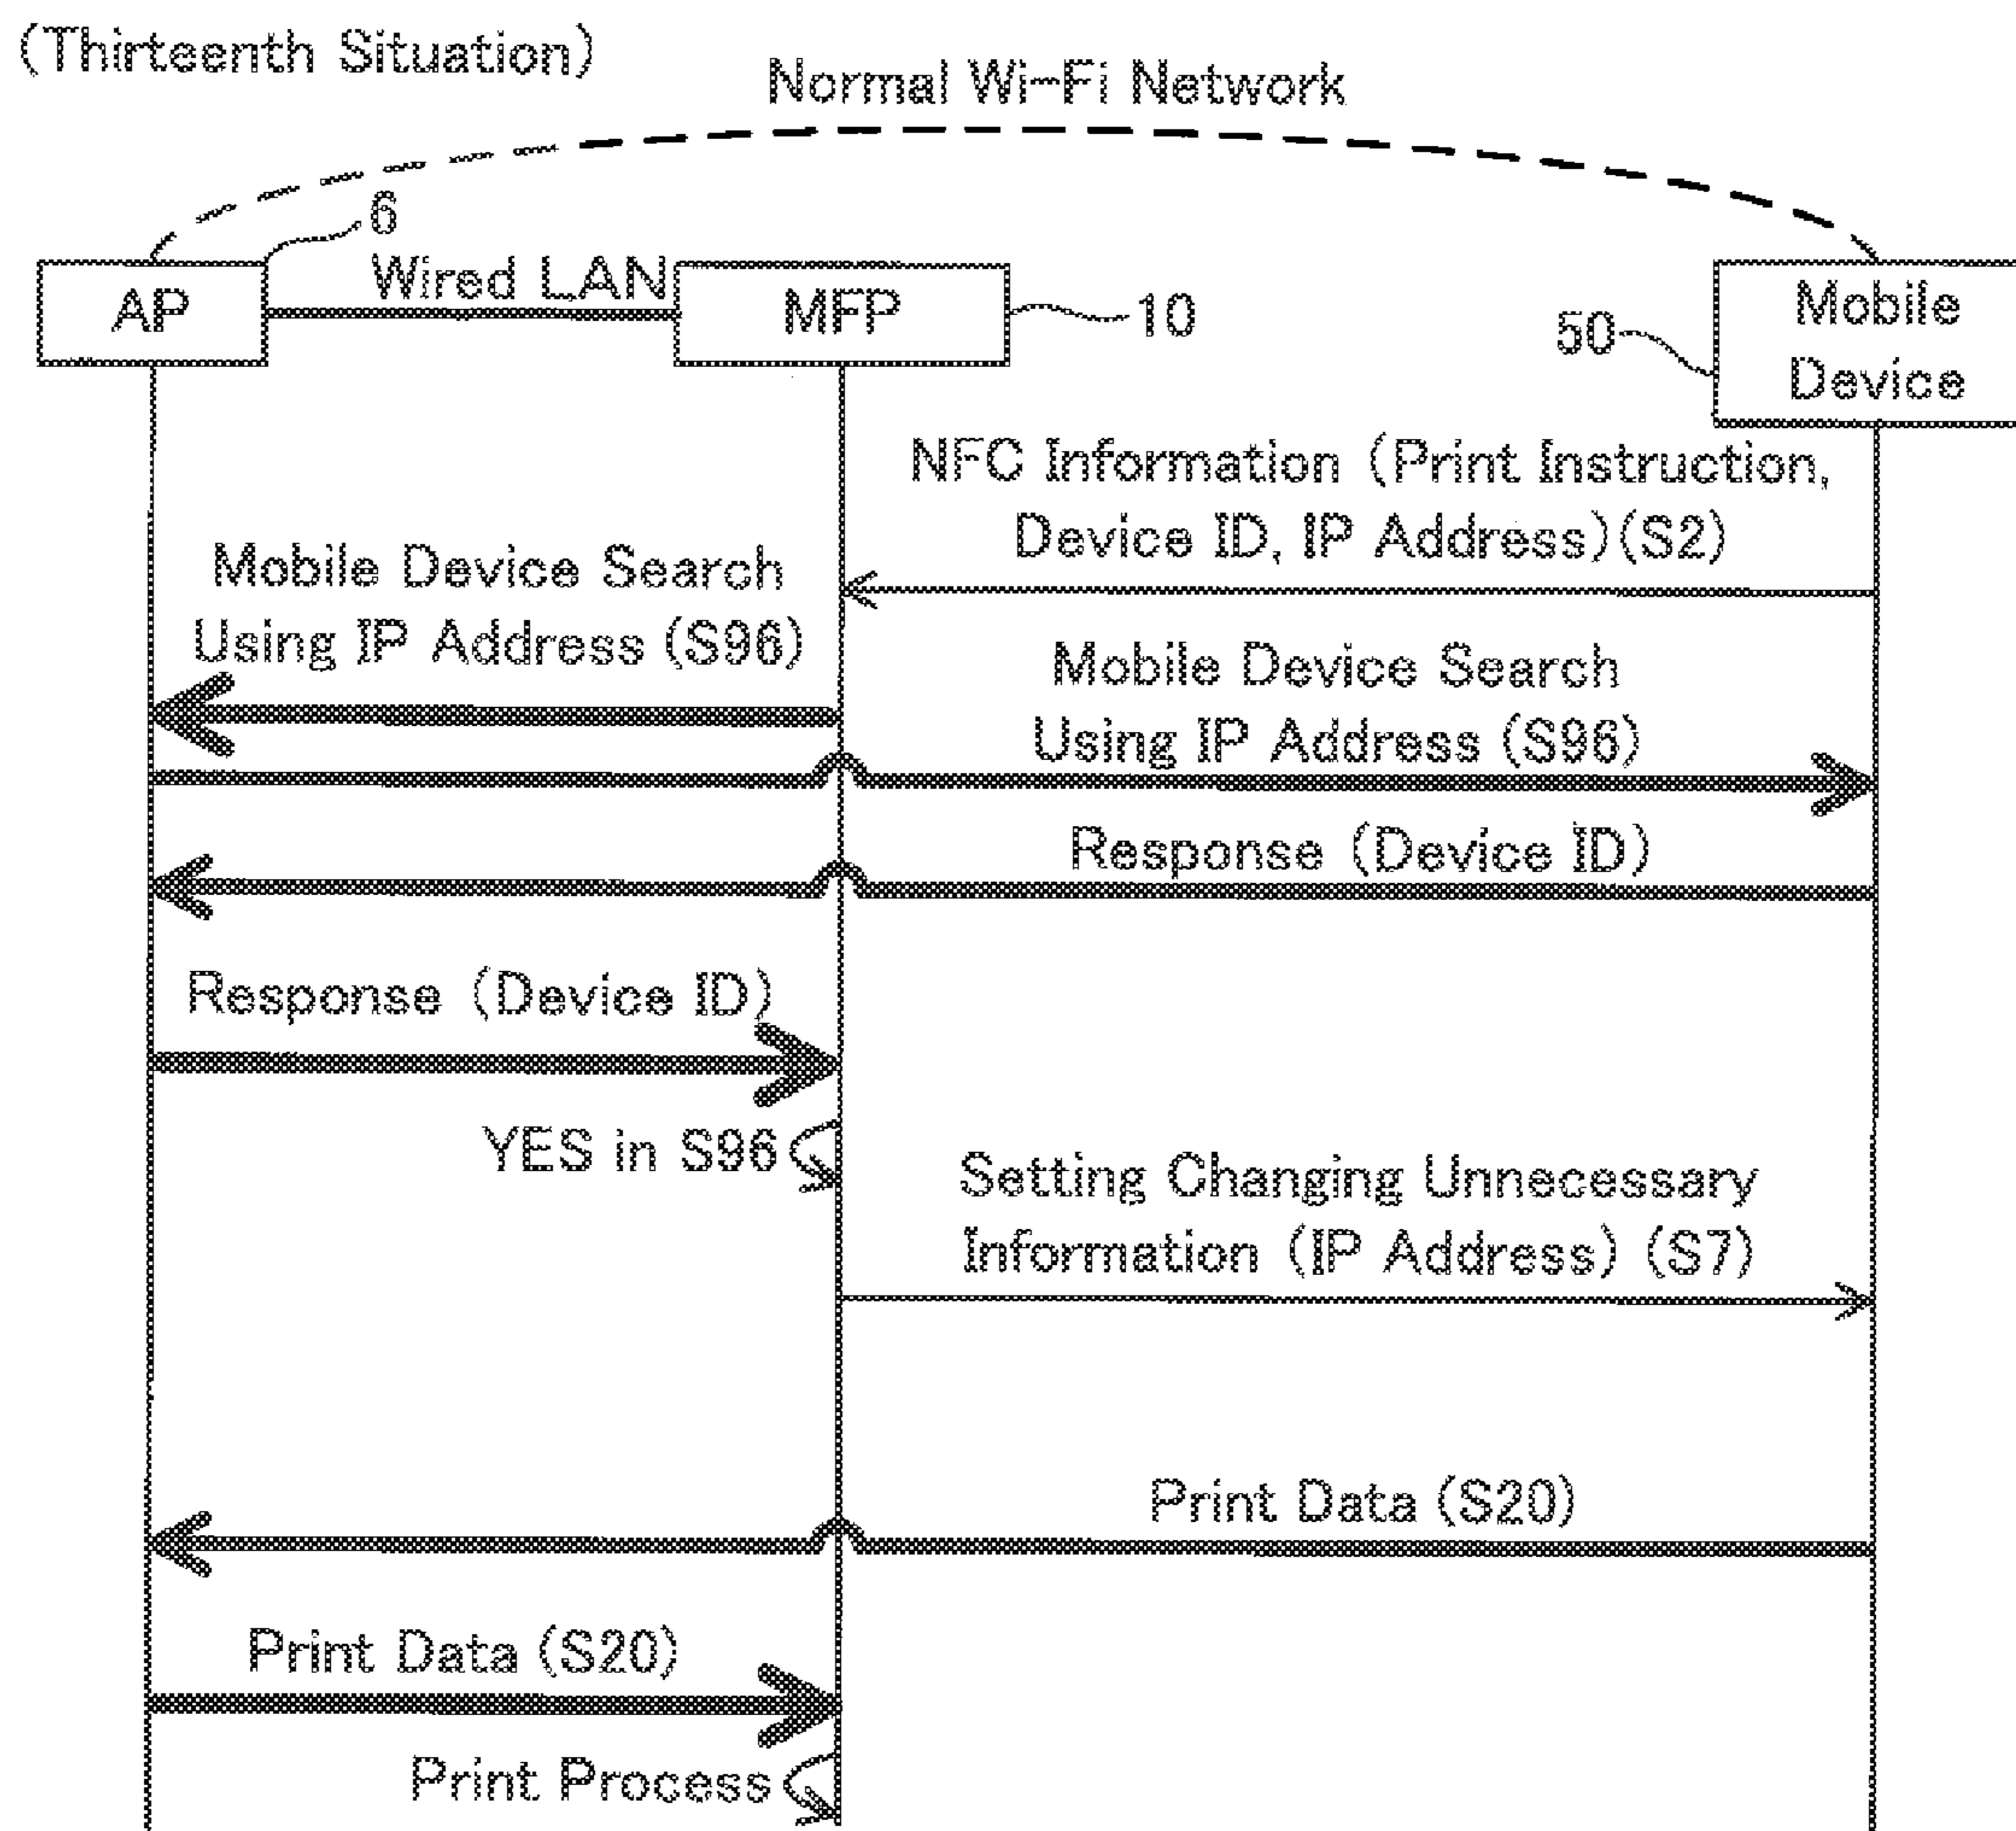 (Thirteenth Situation)
Normal Wi-Fi Network
6
Wired LAN
AP
MFP
10
50
Mobile
Device
NFC Information (Print Instruction,
Device ID, IP Address)(S2)
Mobile Device Search
Using IP Address (S96)
Mobile Device Search
Using IP Address (S96)
Response (Device ID)
Response (Device ID)
YES in S96
Setting Changing Unnecessary
Information (IP Address) (S7)
Print Data (S20)
Print Data (S20)
Print Process